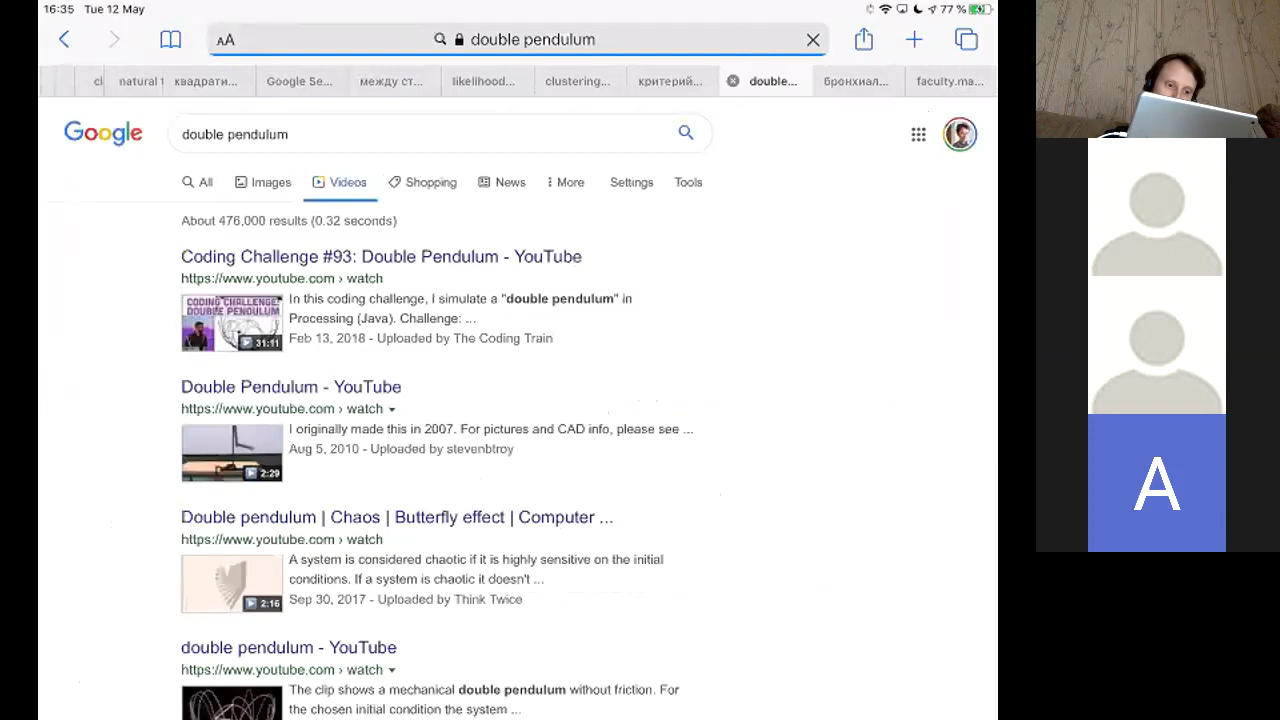 16:35 Tue 12 May
77 %
AA double pendulum
cl natural t квадрати... Google Se... между ст... likelihood... clustering... критерий... double... бронхиал... faculty.ma...
Google double pendulum
All Images Videos Shopping News More Settings Tools
About 476,000 results (0.32 seconds)
Coding Challenge #93: Double Pendulum - YouTube
https://www.youtube.com › watch
CODING CHALLENGE
DOUBLE PENDULUM
31:11
In this coding challenge, I simulate a "double pendulum" in
Processing (Java). Challenge: ...
Feb 13, 2018 - Uploaded by The Coding Train
Double Pendulum - YouTube
https://www.youtube.com › watch
2:29
I originally made this in 2007. For pictures and CAD info, please see ...
Aug 5, 2010 - Uploaded by stevenbtroy
Double pendulum | Chaos | Butterfly effect | Computer ...
https://www.youtube.com › watch
2:16
A system is considered chaotic if it is highly sensitive on the initial
conditions. If a system is chaotic it doesn't ...
Sep 30, 2017 - Uploaded by Think Twice
double pendulum - YouTube
https://www.youtube.com › watch
The clip shows a mechanical double pendulum without friction. For
the chosen initial condition the system ...
A